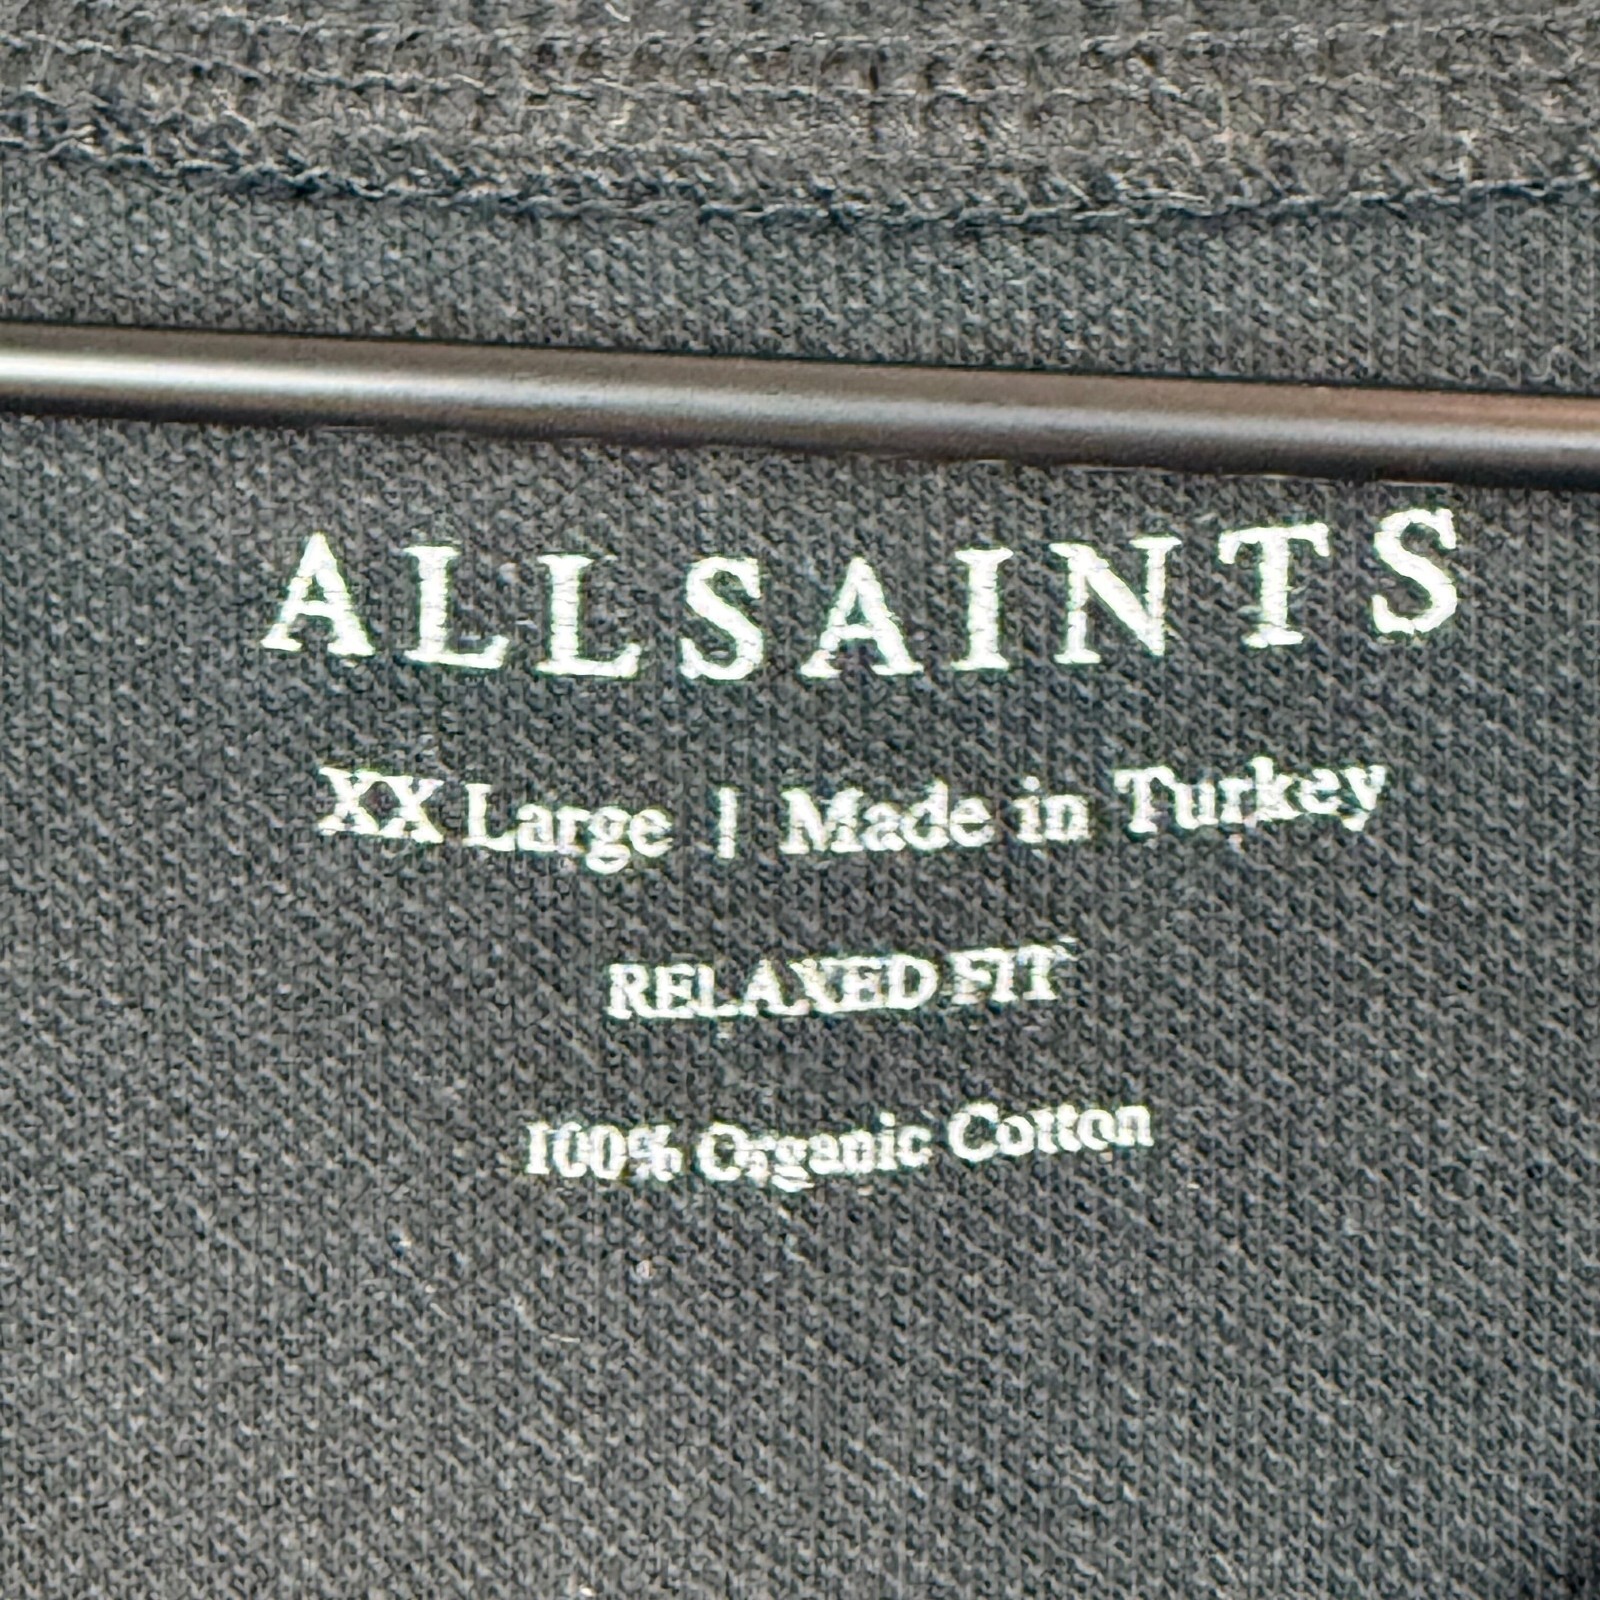 ALLSAINTS
XX Large | Made in Turkey
RELAXED FIT
100% Organic Cotton